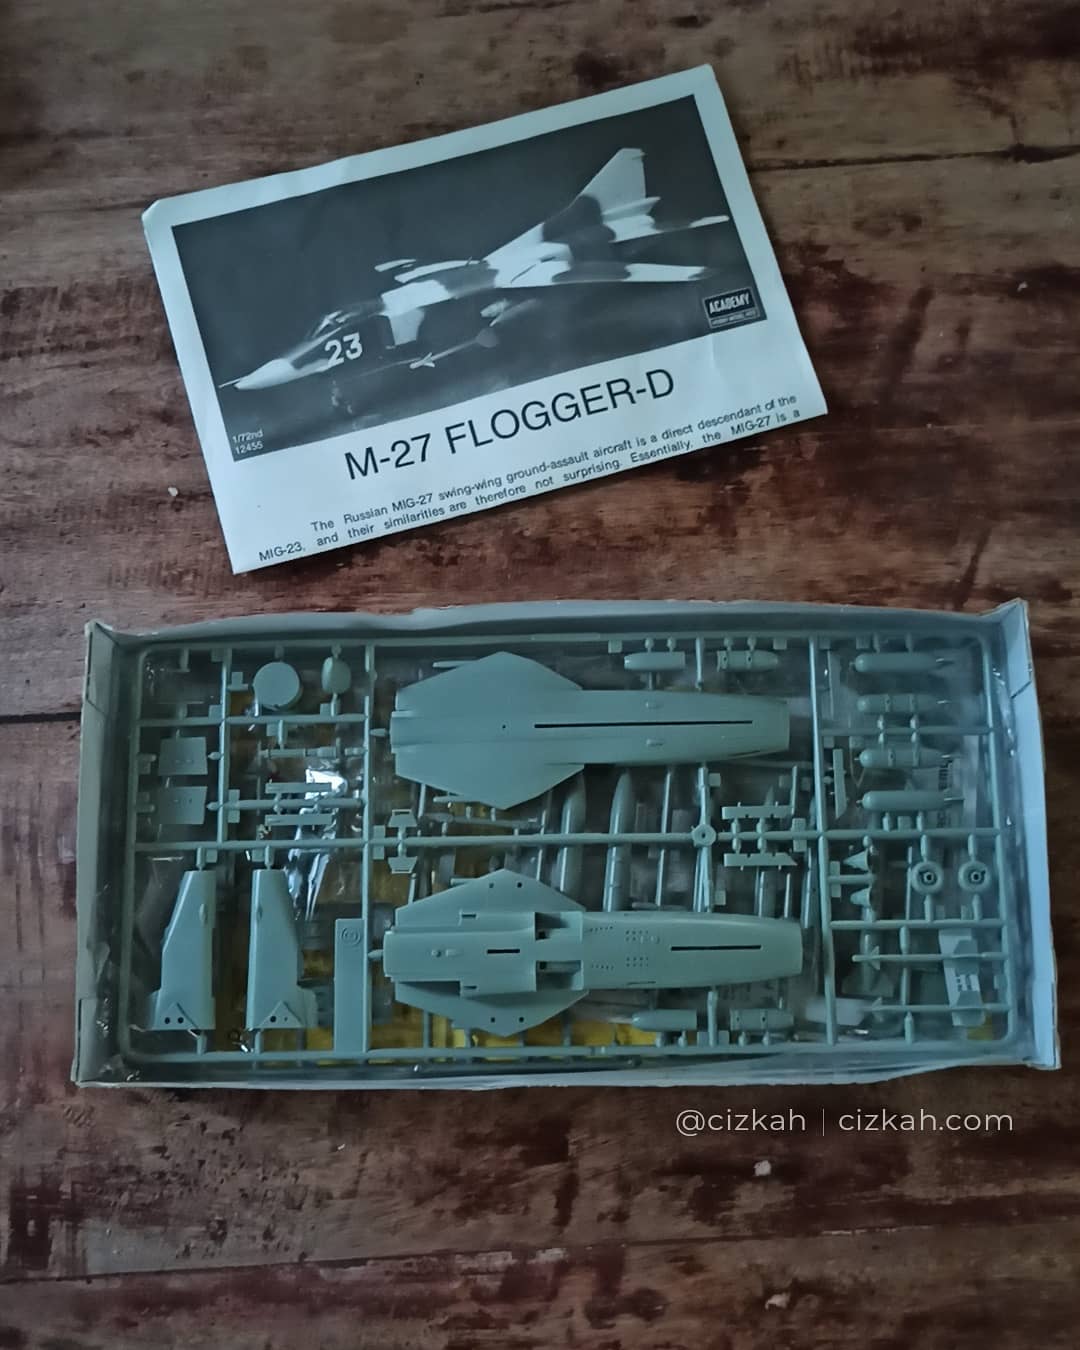 23
ACADEMY
1/72nd
12455
M-27 FLOGGER-D
The Russian MIG-27 swing-wing ground-assault aircraft is a direct descendant of the
MIG-23, and their similarities are therefore not surprising. Essentially, the MIG-27 is a
@cizkah | cizkah.com